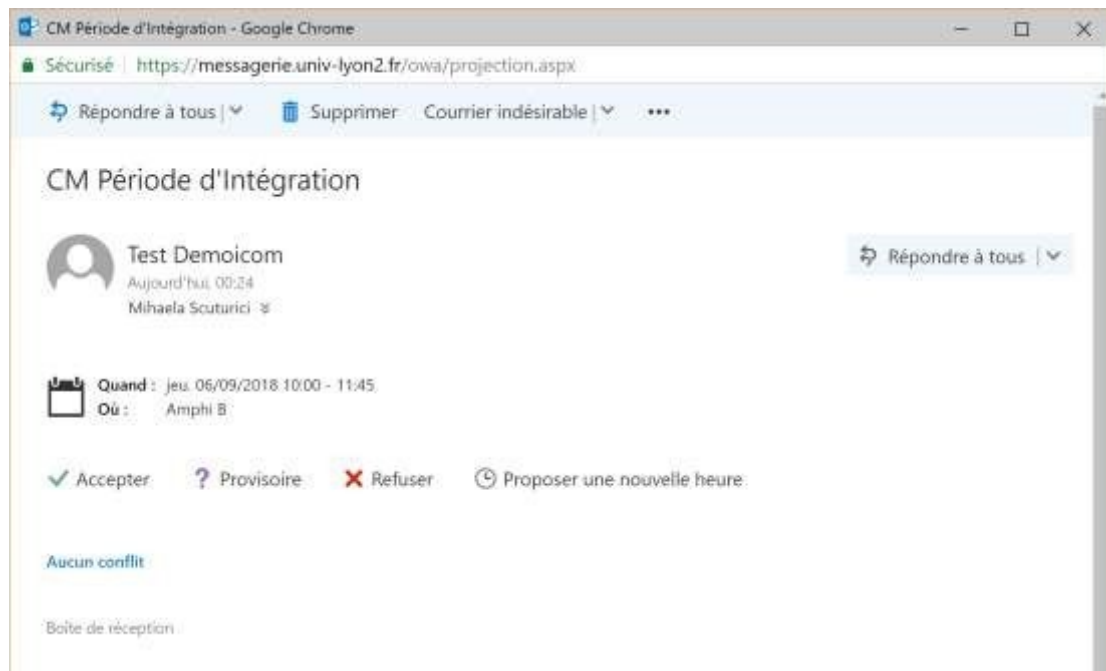 CM Période d'Intégration - Google Chrome
Sécurisé | https://messagerie.univ-lyon2.fr/owa/projection.aspx
Répondre à tous | Supprimer Courrier indésirable | •••
CM Période d'Intégration
Test Demoicom
Répondre à tous |
Aujourd'hui, 00:24
Mihaela Scuturici
Quand : jeu. 06/09/2018 10:00 - 11:45
Où : Amphi B
Accepter ? Provisoire Refuser Proposer une nouvelle heure
Aucun conflit
Boîte de réception